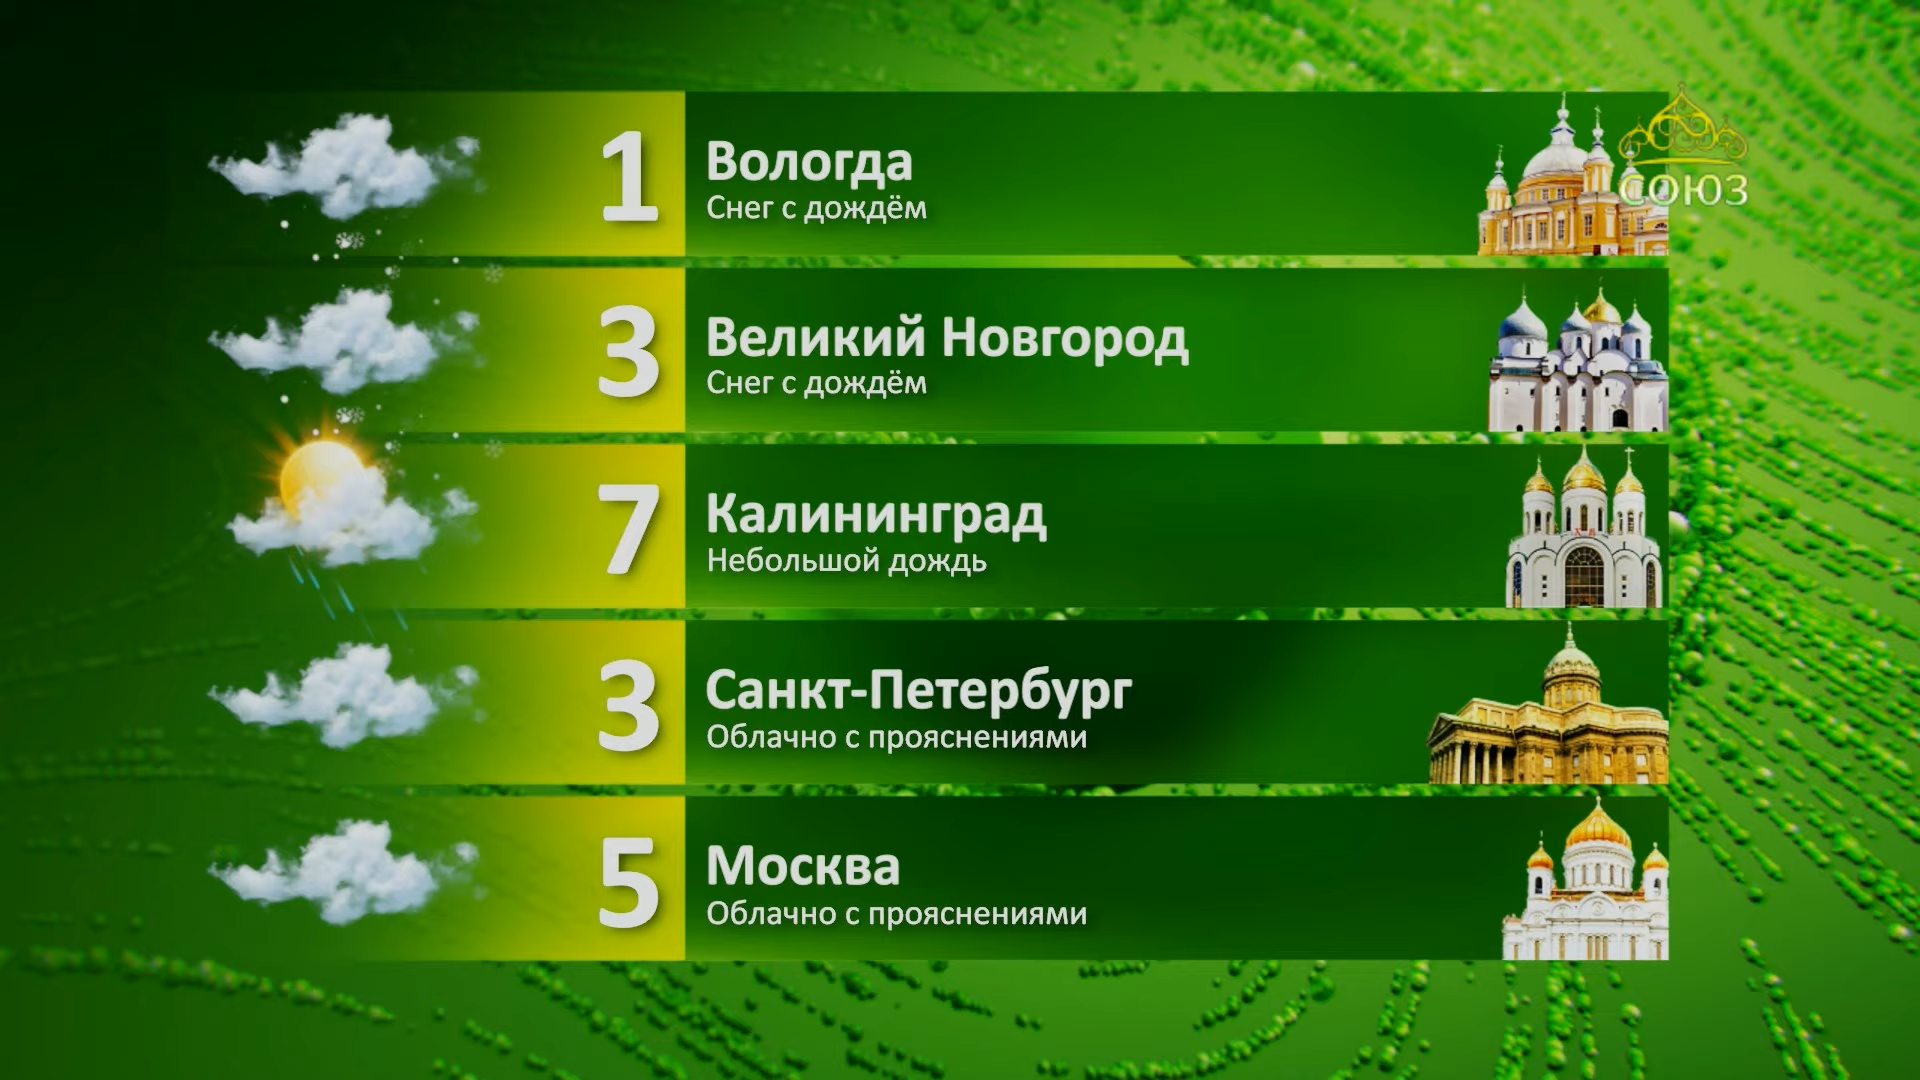 1
Вологда
Снег с дождём
СОЮЗ
3
Великий Новгород
Снег с дождём
7
Калининград
Небольшой дождь
3
Санкт-Петербург
Облачно с прояснениями
5
Москва
Облачно с прояснениями